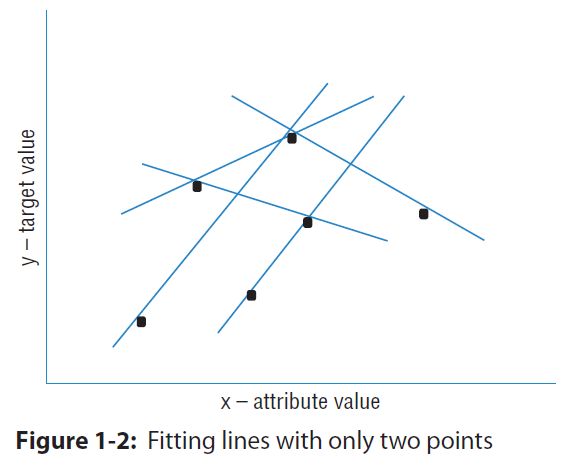 y – target value
x – attribute value
Figure 1-2: Fitting lines with only two points